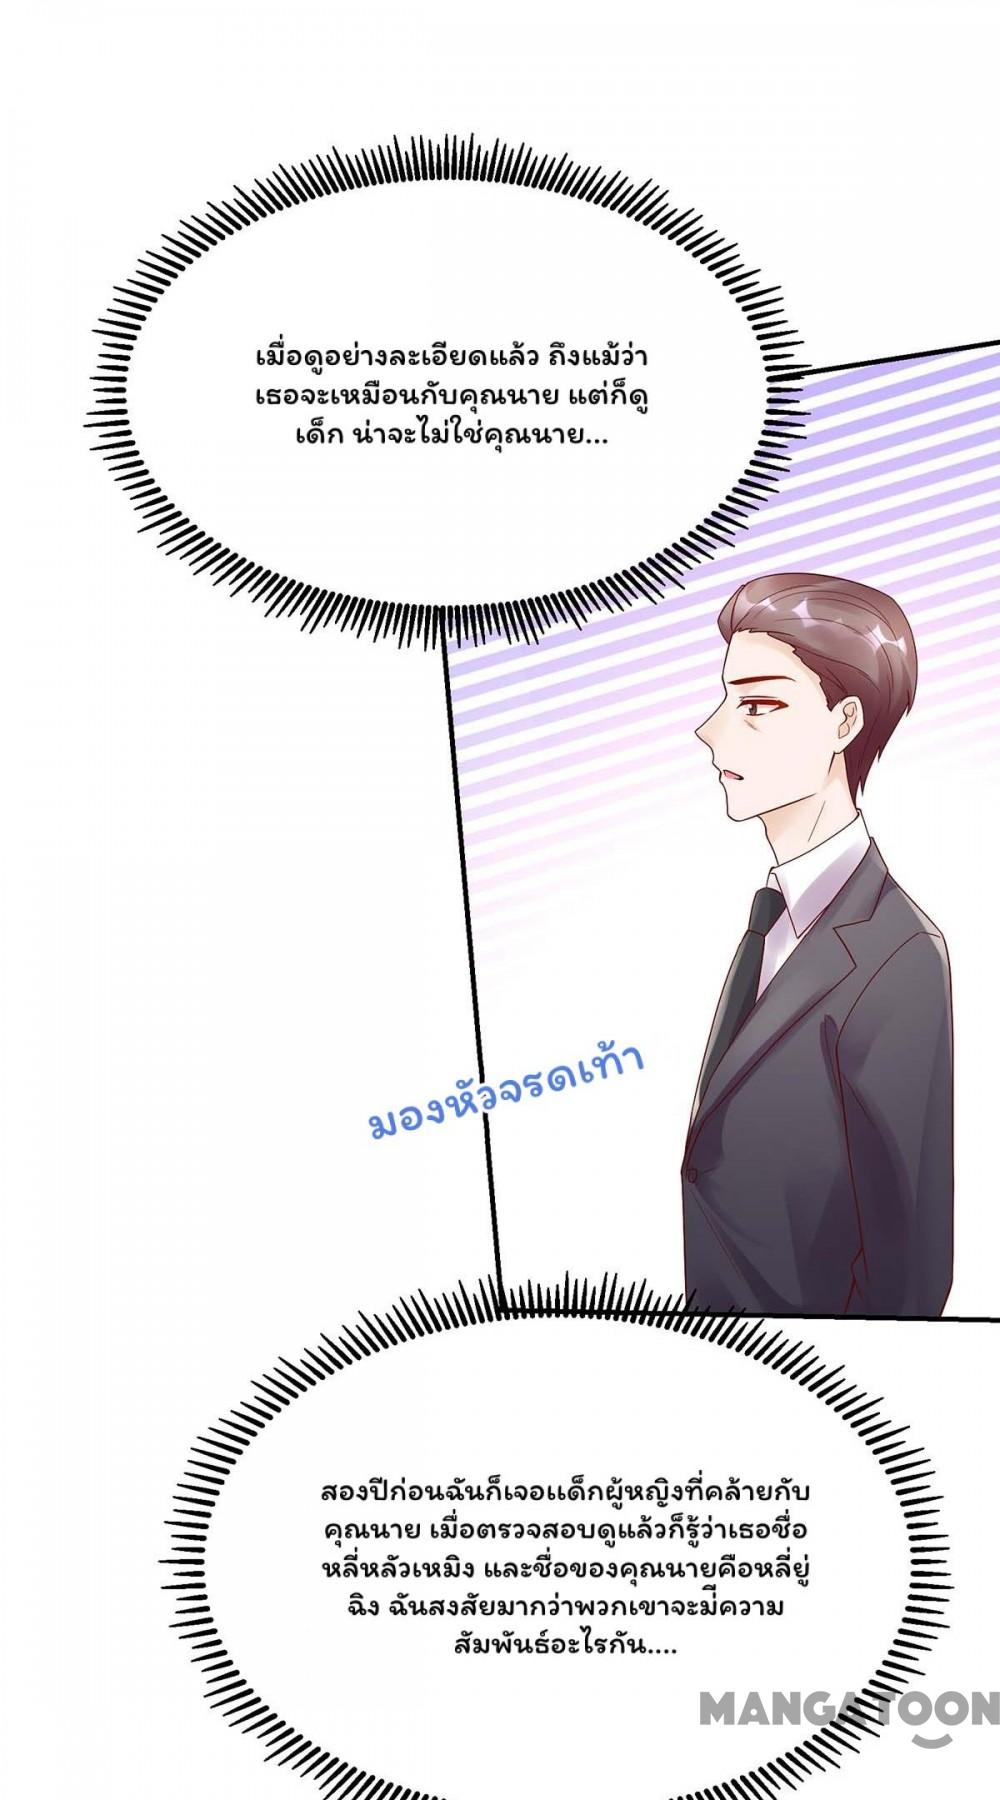 เมื่อดูอย่างละเอียดแล้ว ถึงแม้ว่า
เธอจะเหมือนกับคุณนาย แต่ก็ดู
เด็ก น่าจะไม่ใช่คุณนาย...
มองหัวจรดเท้า
สองปีก่อนฉันก็เจอเด็กผู้หญิงที่คล้ายกับ
คุณนาย เมื่อตรวจสอบดูแล้วก็รู้ว่าเธอชื่อ
หลี่หลัวเหมิง และชื่อของคุณนายคือหลี่ยู่
ฉิง ฉันสงสัยมากว่าพวกเขาจะมี่ความ
สัมพันธ์อะไรกัน....
MANGATOON